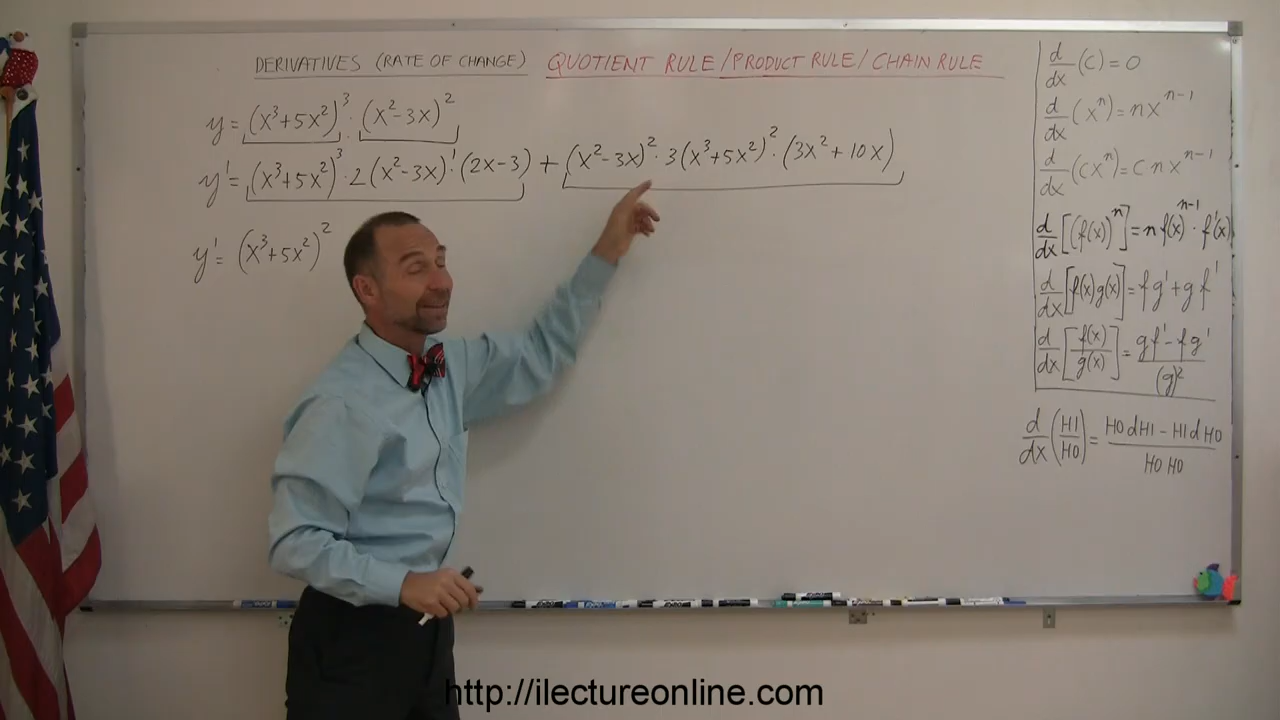 DERIVATIVES (RATE OF CHANGE) QUOTIENT RULE/PRODUCT RULE/CHAIN RULE
y = (x³+5x²)³ · (x²-3x)²
y' = (x³+5x²)³ · 2(x²-3x)¹ · (2x-3) + (x²-3x)² · 3(x³+5x²)² · (3x²+10x)
y' = (x³+5x²)²
d/dx (c) = 0
d/dx (xⁿ) = nxⁿ⁻¹
d/dx (cxⁿ) = c n xⁿ⁻¹
d/dx [(f(x))ⁿ] = n f(x)ⁿ⁻¹ · f'(x)
d/dx [f(x)g(x)] = fg' + gf'
d/dx [f(x)/g(x)] = gf' - fg' / (g)²
d/dx (HI/HO) = HO dHI - HI dHO / HO HO
http://ilectureonline.com